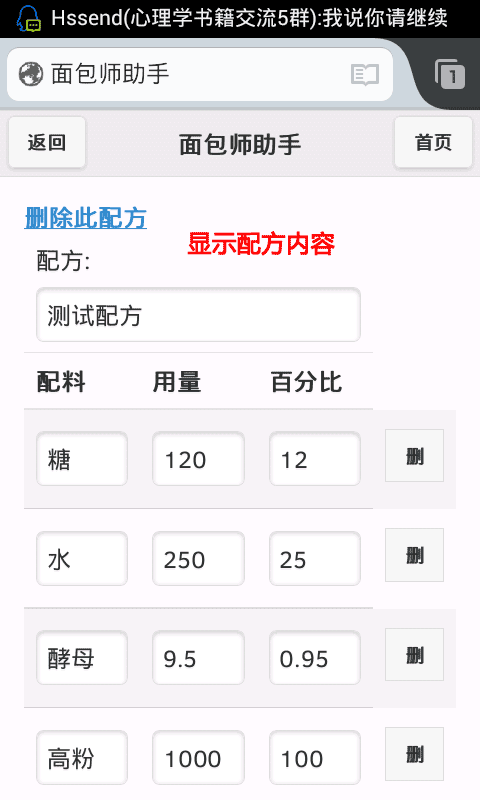 Hssend(心理学书籍交流5群):我说你请继续
面包师助手
1
返回 面包师助手 首页
删除此配方
显示配方内容
配方:
测试配方
配料 用量 百分比
糖 120 12 删
水 250 25 删
酵母 9.5 0.95 删
高粉 1000 100 删